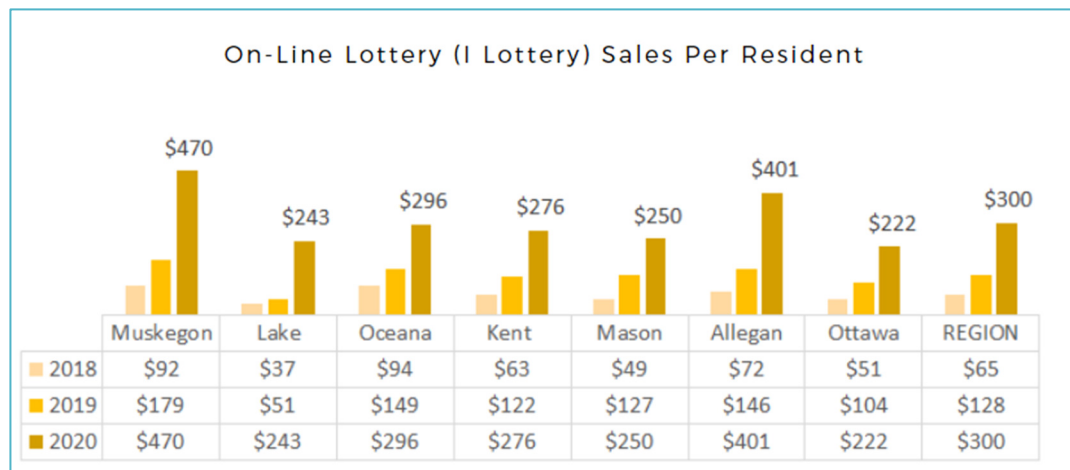 On-Line Lottery (I Lottery) Sales Per Resident
$470 $243 $296 $276 $250 $401 $222 $300
Muskegon Lake Oceana Kent Mason Allegan Ottawa REGION
2018 $92 $37 $94 $63 $49 $72 $51 $65
2019 $179 $51 $149 $122 $127 $146 $104 $128
2020 $470 $243 $296 $276 $250 $401 $222 $300